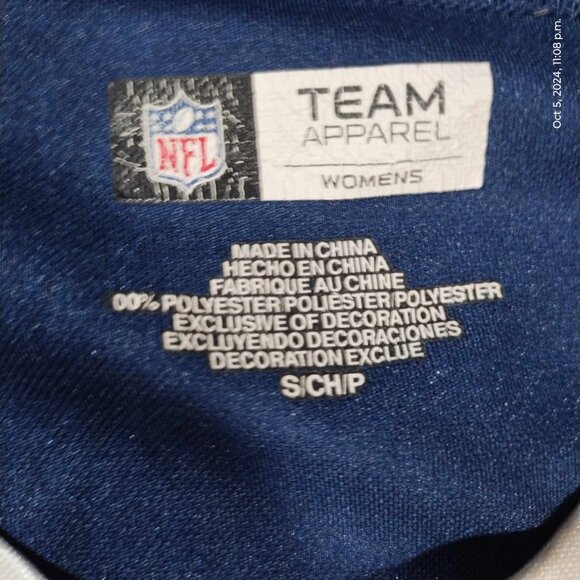 Oct 5, 2024, 11:08 p.m.
NFL
TEAM
APPAREL
WOMENS
MADE IN CHINA
HECHO EN CHINA
FABRIQUE AU CHINE
00% POLYESTER POLIESTER/POLYESTER
EXCLUSIVE OF DECORATION
EXCLUYENDO DECORACIONES
DECORATION EXCLUE
S/CH/P